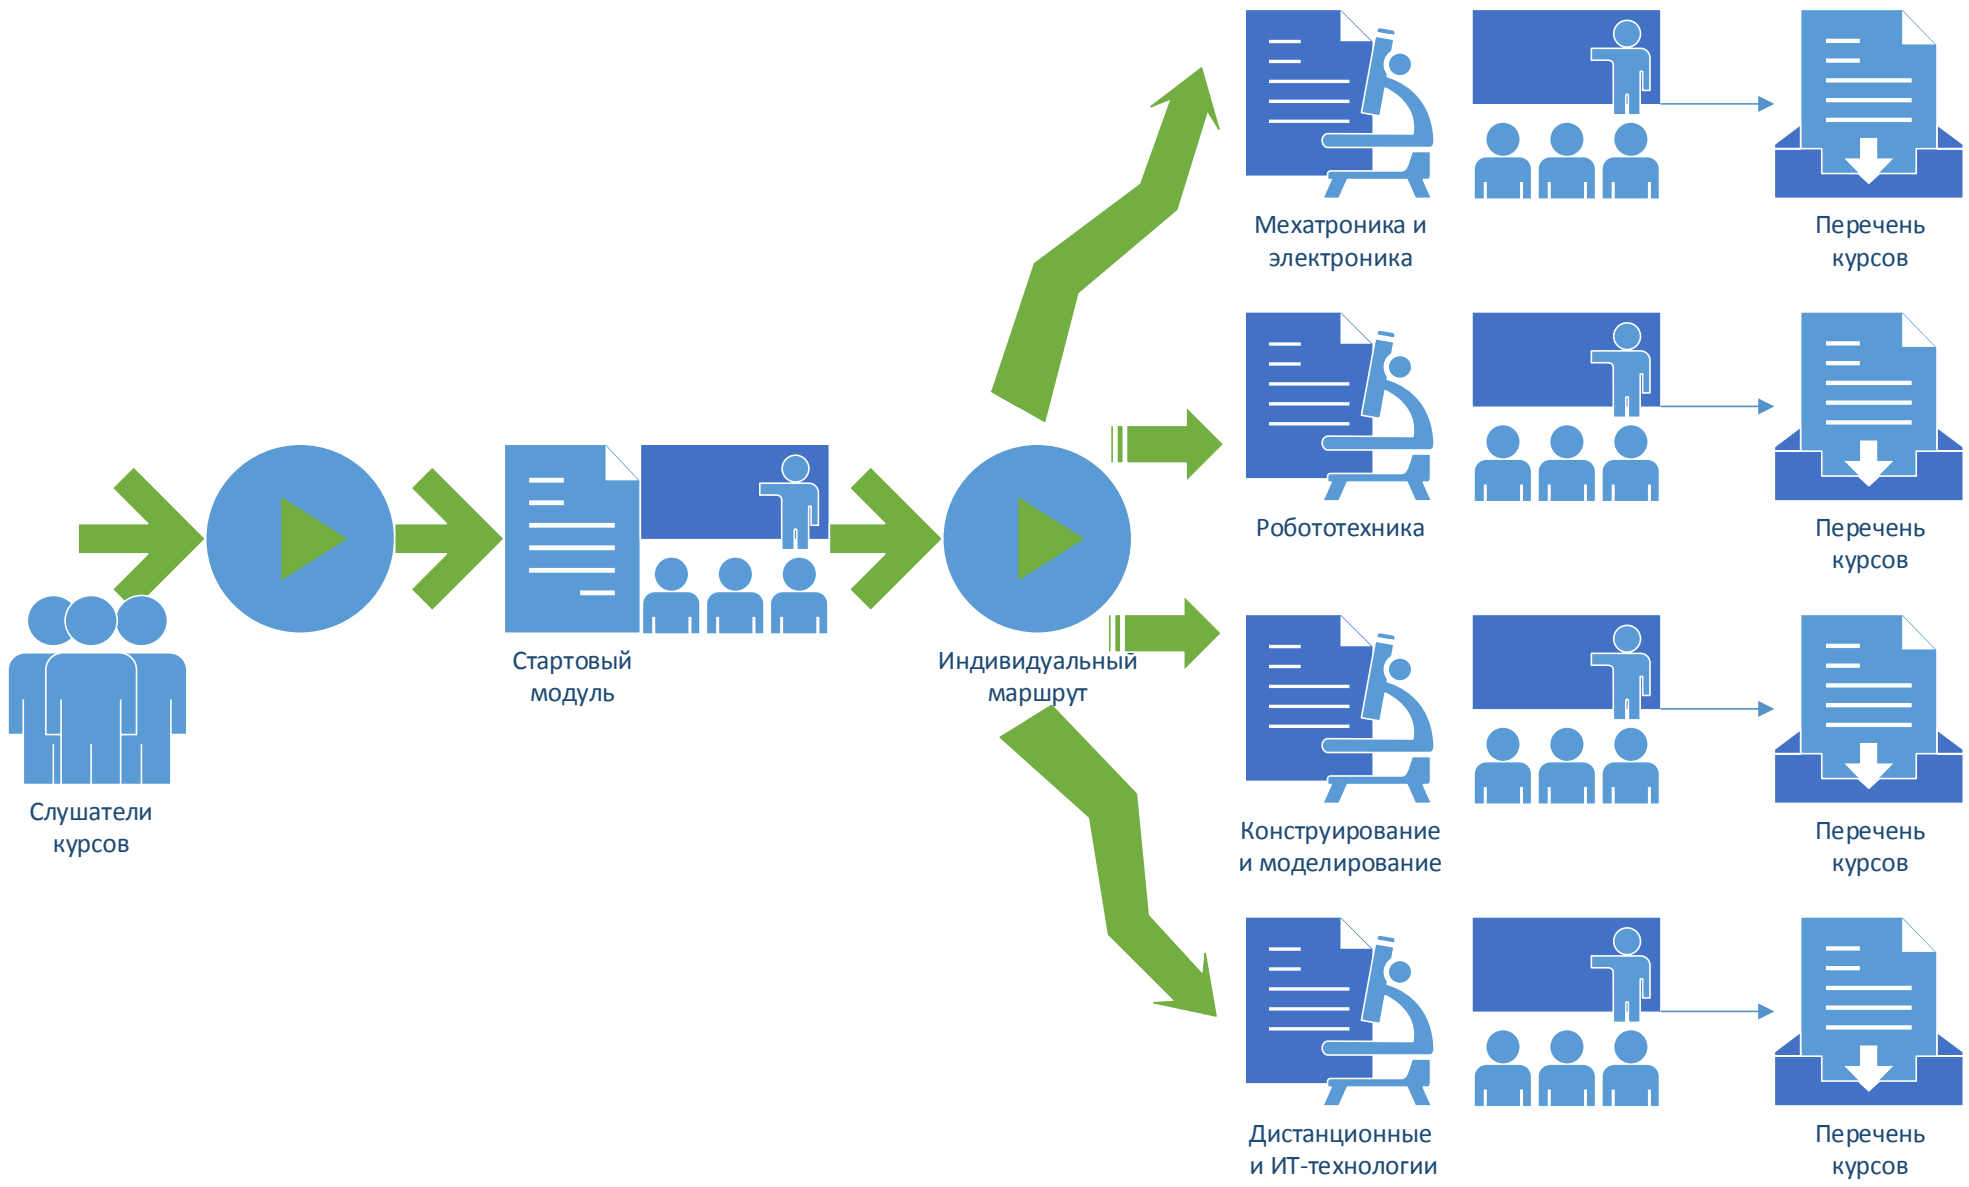 Слушатели
курсов
Стартовый
модуль
Индивидуальный
маршрут
Мехатроника и
электроника
Перечень
курсов
Робототехника
Перечень
курсов
Конструирование
и моделирование
Перечень
курсов
Дистанционные
и ИТ-технологии
Перечень
курсов